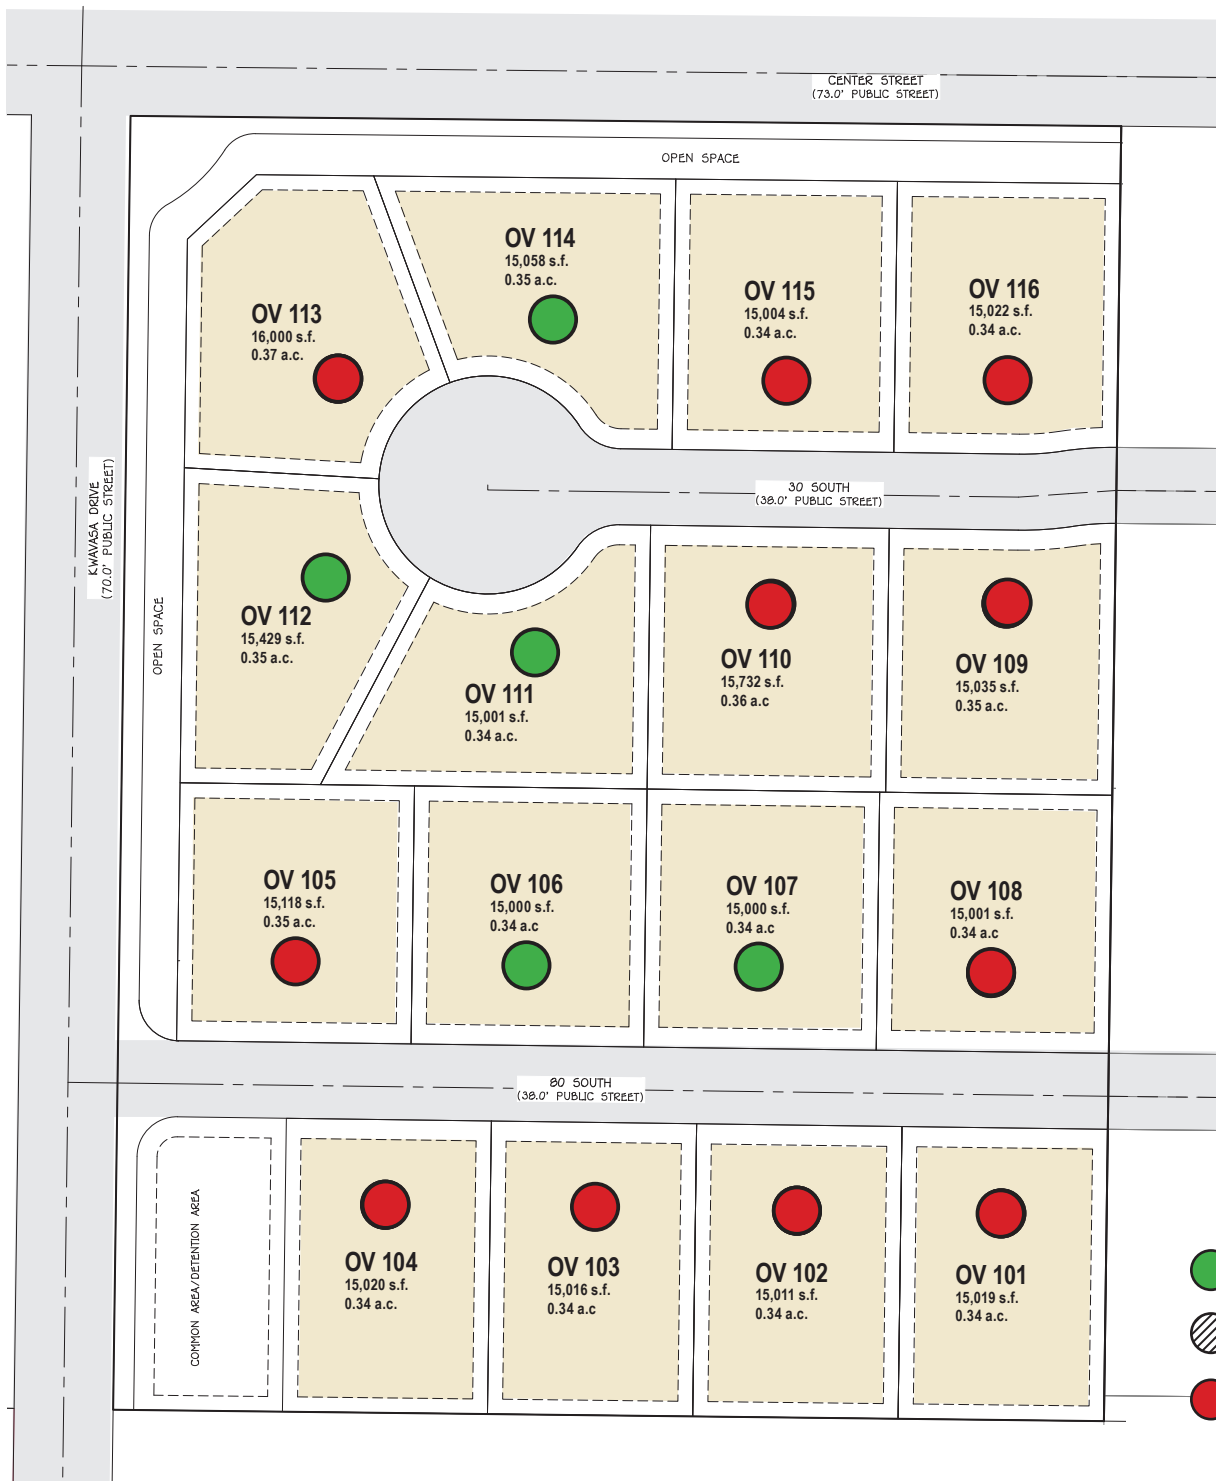 CENTER STREET
(73.0' PUBLIC STREET)
OPEN SPACE
OV 114
15,058 s.f.
0.35 a.c.
OV 113
16,000 s.f.
0.37 a.c.
OV 115
15,004 s.f.
0.34 a.c.
OV 116
15,022 s.f.
0.34 a.c.
30 SOUTH
(38.0' PUBLIC STREET)
KWAVASA DRIVE
(70.0' PUBLIC STREET)
OPEN SPACE
OV 112
15,429 s.f.
0.35 a.c.
OV 111
15,001 s.f.
0.34 a.c.
OV 110
15,732 s.f.
0.36 a.c
OV 109
15,035 s.f.
0.35 a.c.
OV 105
15,118 s.f.
0.35 a.c.
OV 106
15,000 s.f.
0.34 a.c
OV 107
15,000 s.f.
0.34 a.c
OV 108
15,001 s.f.
0.34 a.c
80 SOUTH
(38.0' PUBLIC STREET)
COMMON AREA/DETENTION AREA
OV 104
15,020 s.f.
0.34 a.c.
OV 103
15,016 s.f.
0.34 a.c
OV 102
15,011 s.f.
0.34 a.c.
OV 101
15,019 s.f.
0.34 a.c.